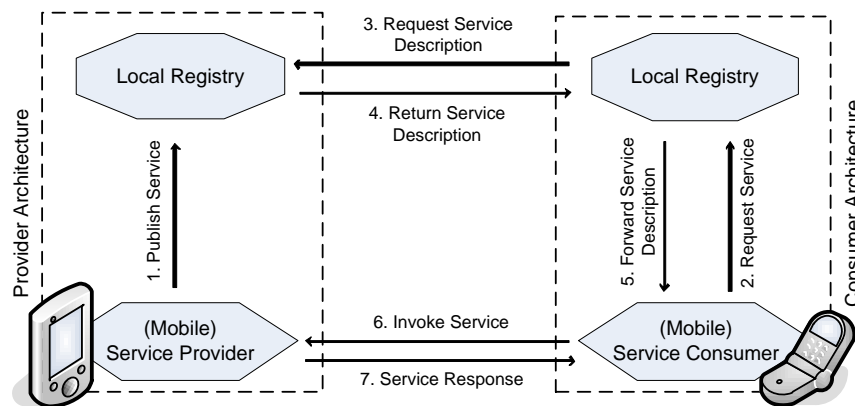 3. Request Service
Description
Local Registry
Local Registry
4. Return Service
Description
Provider Architecture
1. Publish Service
5. Forward Service
Description
2. Request Service
Consumer Architecture
6. Invoke Service
(Mobile)
Service Provider
(Mobile)
Service Consumer
7. Service Response